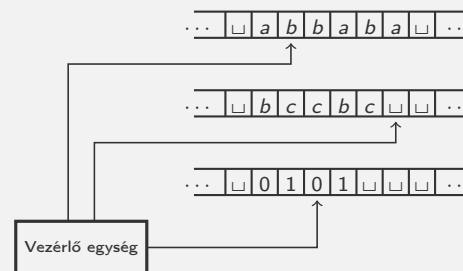 ... ⊔ a b b a b a ⊔ ...
... ⊔ b c c b c ⊔ ⊔ ...
... ⊔ 0 1 0 1 ⊔ ⊔ ⊔ ...
Vezérlő egység